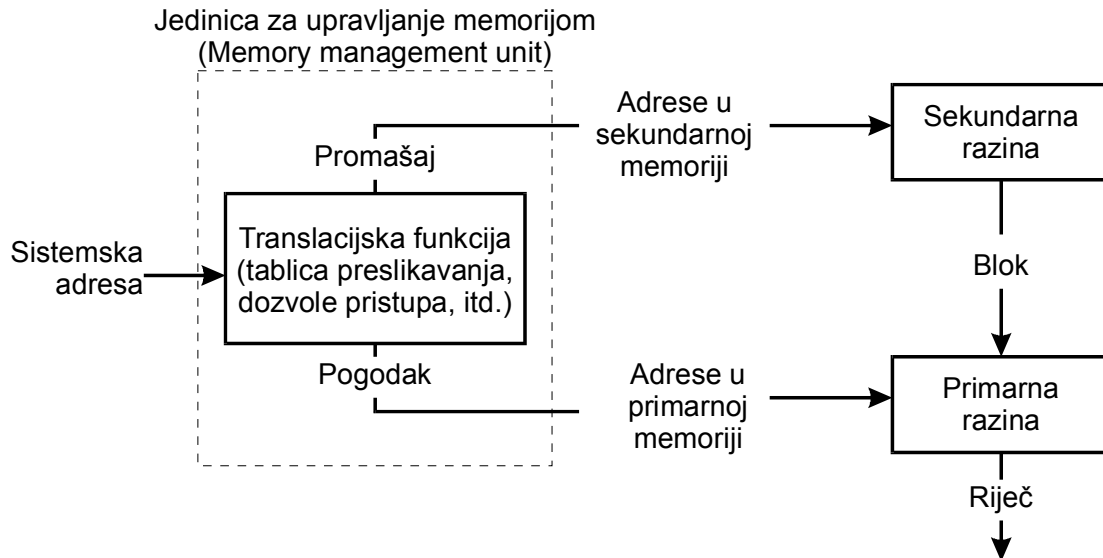 Jedinica za upravljanje memorijom
(Memory management unit)
Promašaj
Adrese u
sekundarnoj
memoriji
Sekundarna
razina
Sistemska
adresa
Translacijska funkcija
(tablica preslikavanja,
dozvole pristupa, itd.)
Blok
Pogodak
Adrese u
primarnoj
memoriji
Primarna
razina
Riječ